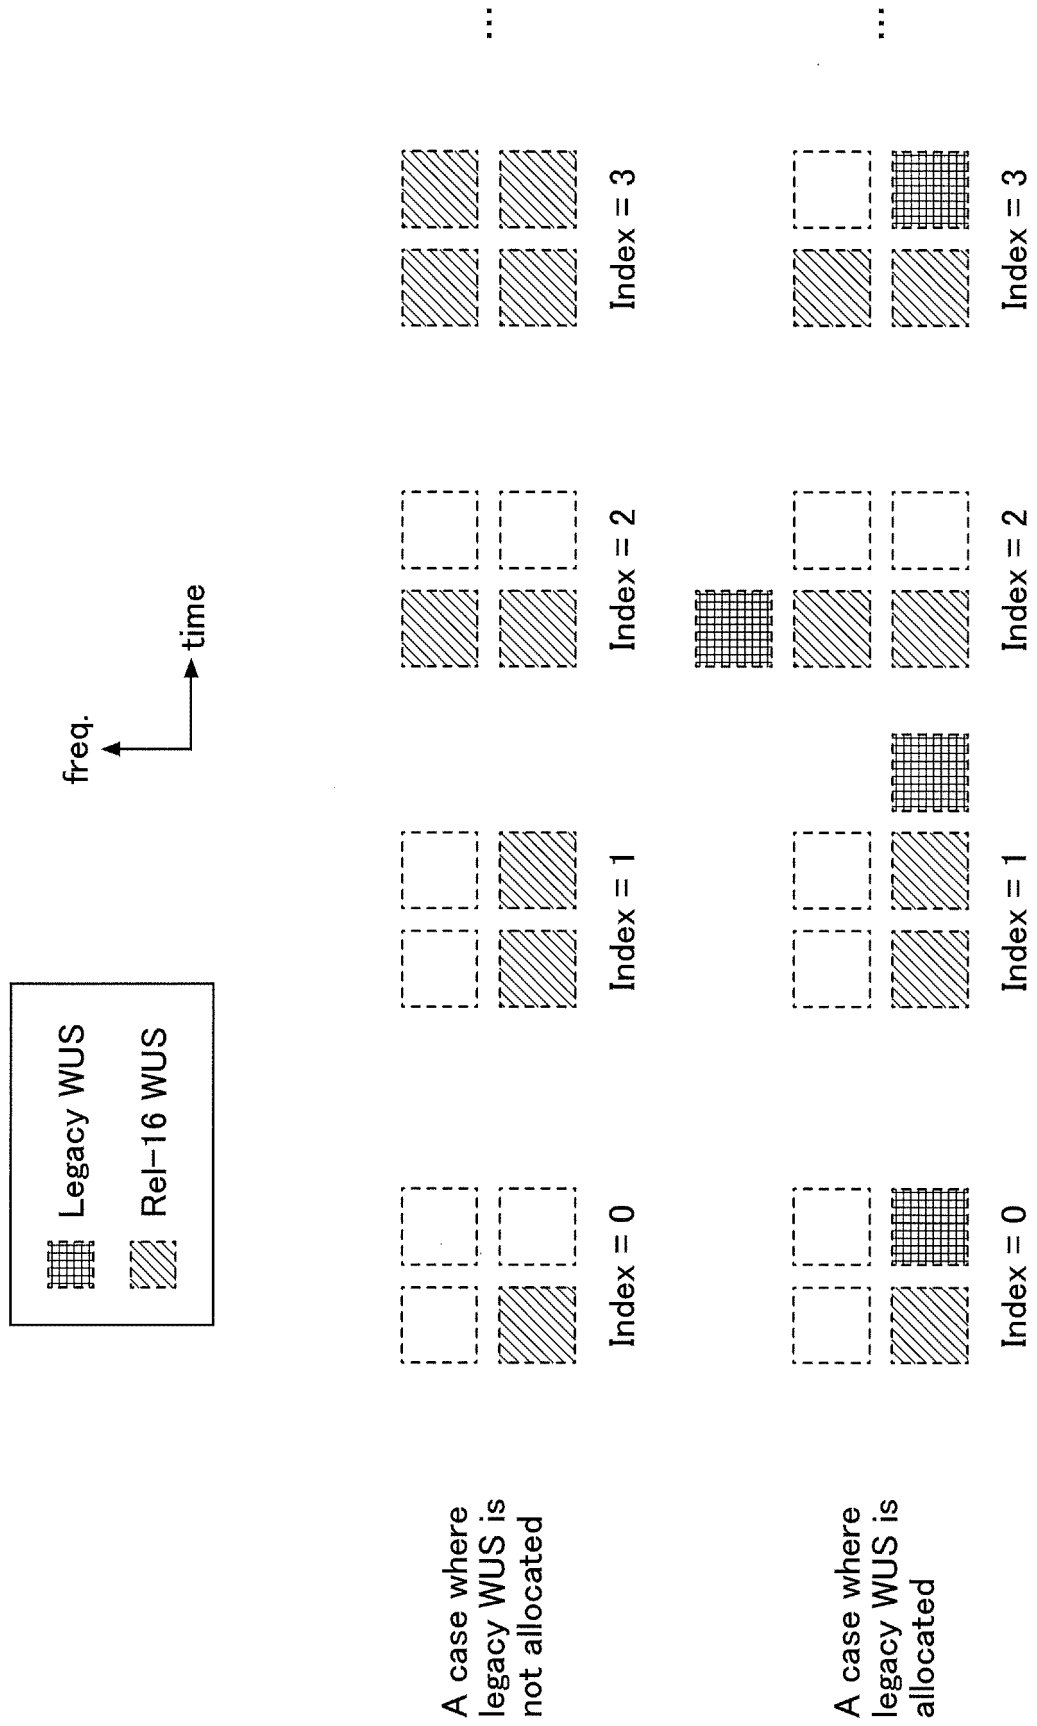 Legacy WUS
Rel-16 WUS
freq.
time
A case where
legacy WUS is
not allocated
Index = 0
Index = 1
Index = 2
Index = 3
...
A case where
legacy WUS is
allocated
Index = 0
Index = 1
Index = 2
Index = 3
...